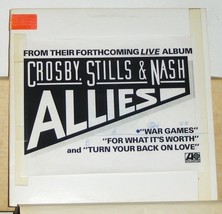 FROM THEIR FORTHCOMING LIVE ALBUM
CROSBY, STILLS & NASH
ALLIES
*"WAR GAMES"
"FOR WHAT IT'S WORTH"
and "TURN YOUR BACK ON LOVE"